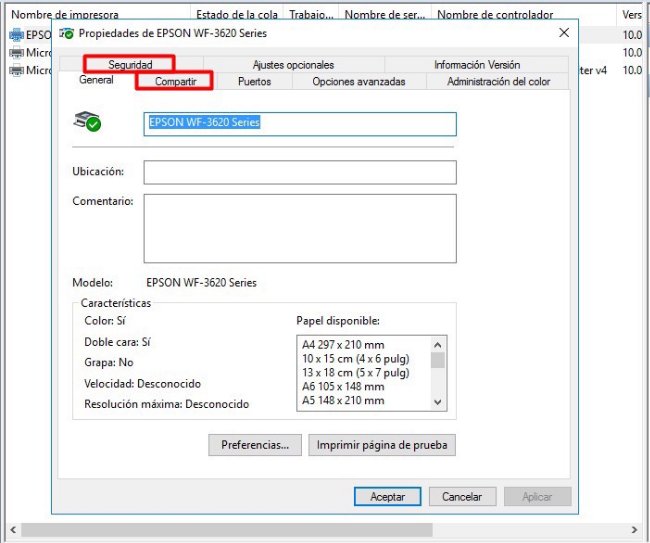 Nombre de impresora Estado de la cola Trabajo... Nombre de ser... Nombre de controlador Vers
EPSO 10.0
Propiedades de EPSON WF-3620 Series
Micro 10.0
Micro ter v4 10.0
Seguridad Ajustes opcionales Información Versión
General Compartir Puertos Opciones avanzadas Administración del color
EPSON WF-3620 Series
Ubicación:
Comentario:
Modelo: EPSON WF-3620 Series
Características
Color: Sí Papel disponible:
Doble cara: Sí A4 297 x 210 mm
Grapa: No 10 x 15 cm (4 x 6 pulg)
13 x 18 cm (5 x 7 pulg)
Velocidad: Desconocido A6 105 x 148 mm
Resolución máxima: Desconocido A5 148 x 210 mm
Preferencias... Imprimir página de prueba
Aceptar Cancelar Aplicar